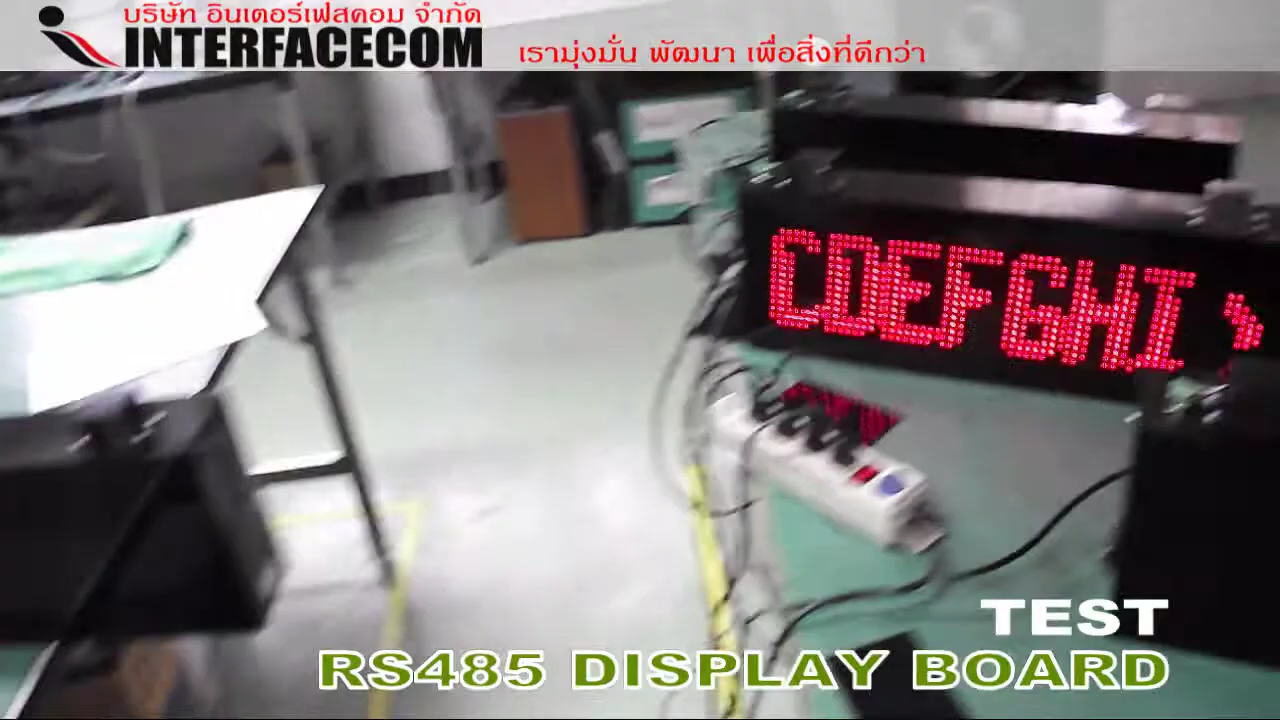 บริษัท อินเตอร์เฟสคอม จำกัด
INTERFACECOM
เรามุ่งมั่น พัฒนา เพื่อสิ่งที่ดีกว่า
CDEFGHI
TEST
RS485 DISPLAY BOARD